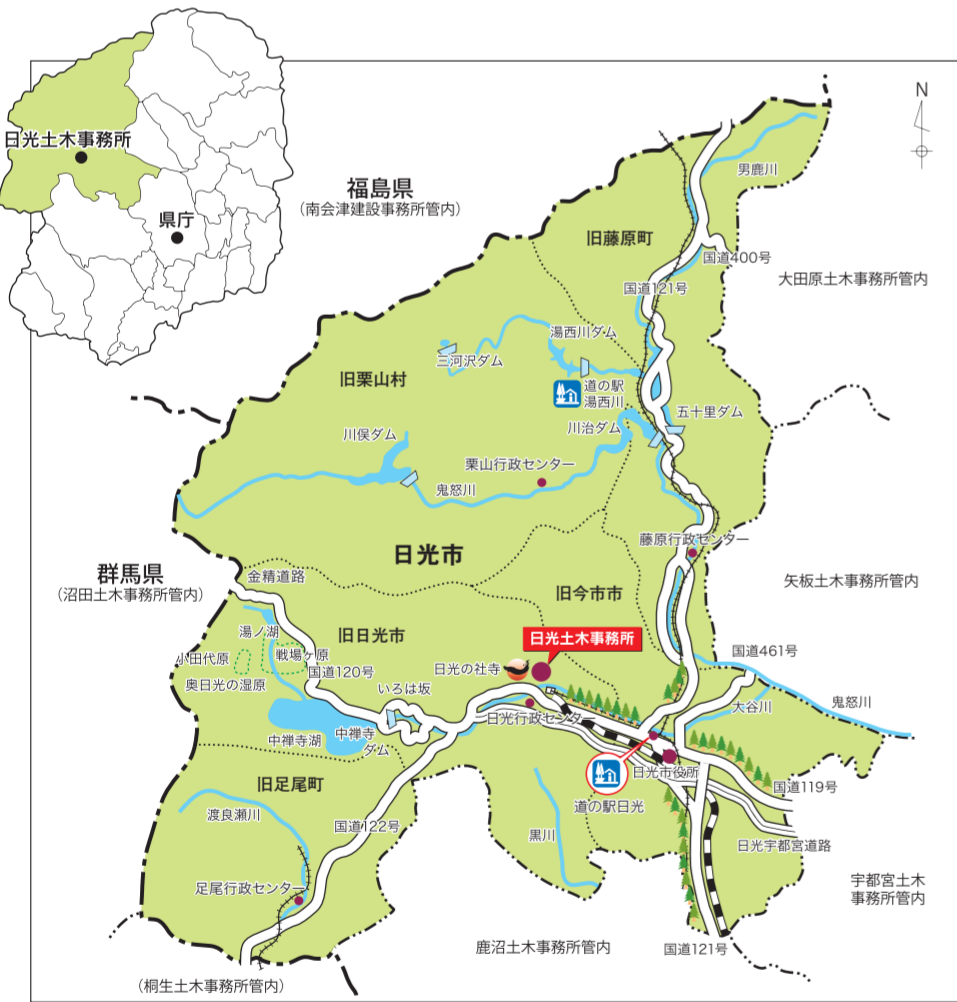 日光土木事務所
県庁
N
福島県
（南会津建設事務所管内）
男鹿川
旧藤原町
国道400号
大田原土木事務所管内
国道121号
湯西川ダム
三河沢ダム
旧栗山村
道の駅
湯西川
五十里ダム
川治ダム
川俣ダム
栗山行政センター
鬼怒川
日光市
藤原行政センター
群馬県
（沼田土木事務所管内）
金精道路
旧今市市
矢板土木事務所管内
湯ノ湖
旧日光市
日光土木事務所
国道461号
小田代原
戦場ヶ原
日光の社寺
国道120号
奥日光の湿原
いろは坂
大谷川
鬼怒川
日光行政センター
中禅寺湖
中禅寺
ダム
日光市役所
旧足尾町
国道119号
道の駅日光
渡良瀬川
国道122号
黒川
日光宇都宮道路
足尾行政センター
宇都宮土木
事務所管内
鹿沼土木事務所管内
国道121号
（桐生土木事務所管内）